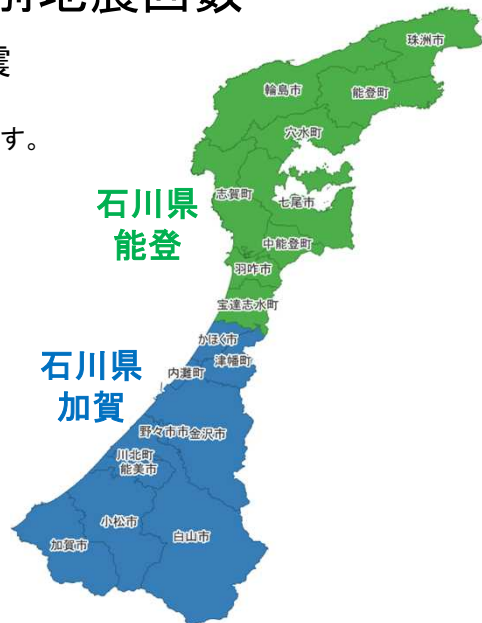 別地震回数
震
す。
珠洲市
輪島市
能登町
穴水町
志賀町
七尾市
石川県
能登
中能登町
羽咋市
宝達志水町
かほく市
津幡町
石川県
加賀
内灘町
野々市市
金沢市
川北町
能美市
小松市
白山市
加賀市